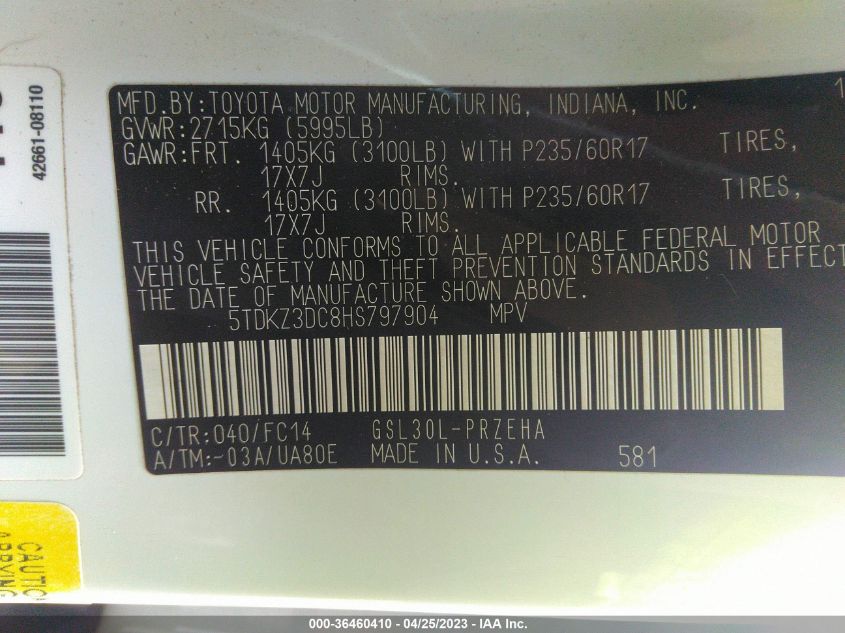 42661-08110
MFD.BY:TOYOTA MOTOR MANUFACTURING, INDIANA, INC.
GVWR:2715KG (5995LB)
GAWR:FRT. 1405KG (3100LB) WITH P235/60R17 TIRES,
17X7J RIMS.
RR. 1405KG (3100LB) WITH P235/60R17 TIRES,
17X7J RIMS.
THIS VEHICLE CONFORMS TO ALL APPLICABLE FEDERAL MOTOR
VEHICLE SAFETY AND THEFT PREVENTION STANDARDS IN EFFECT
THE DATE OF MANUFACTURE SHOWN ABOVE.
5TDKZ3DC8HS797904 MPV
C/TR:040/FC14 GSL30L-PRZEHA
A/TM:-03A/UA80E MADE IN U.S.A. 581
CAUTIO
000-36460410 - 04/25/2023 - IAA Inc.